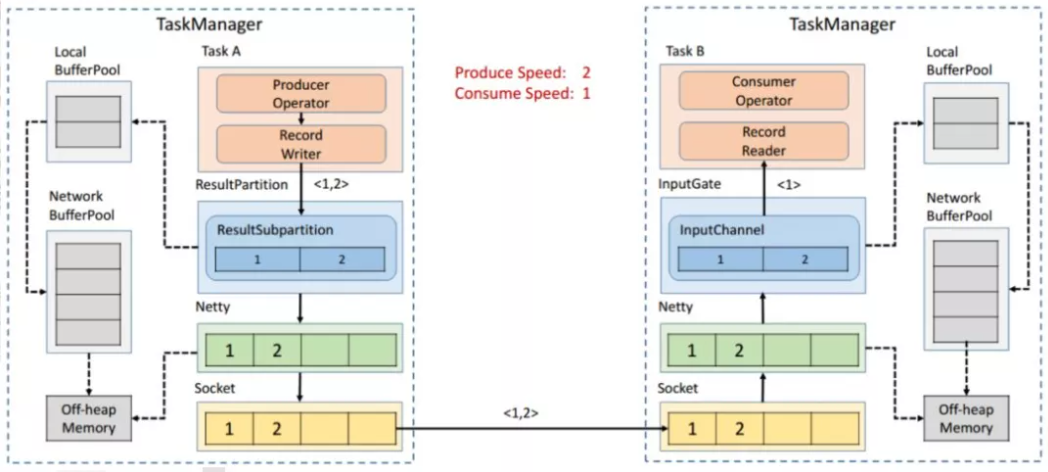 TaskManager
Local
BufferPool
Task A
Producer
Operator
Record
Writer
ResultPartition
<1,2>
Network
BufferPool
ResultSubpartition
1
2
Netty
1
2
Off-heap
Memory
Socket
1
2
Produce Speed: 2
Consume Speed: 1
<1,2>
TaskManager
Task B
Local
BufferPool
Consumer
Operator
Record
Reader
InputGate
<1>
Network
BufferPool
InputChannel
1
2
Netty
1
2
Socket
1
2
Off-heap
Memory